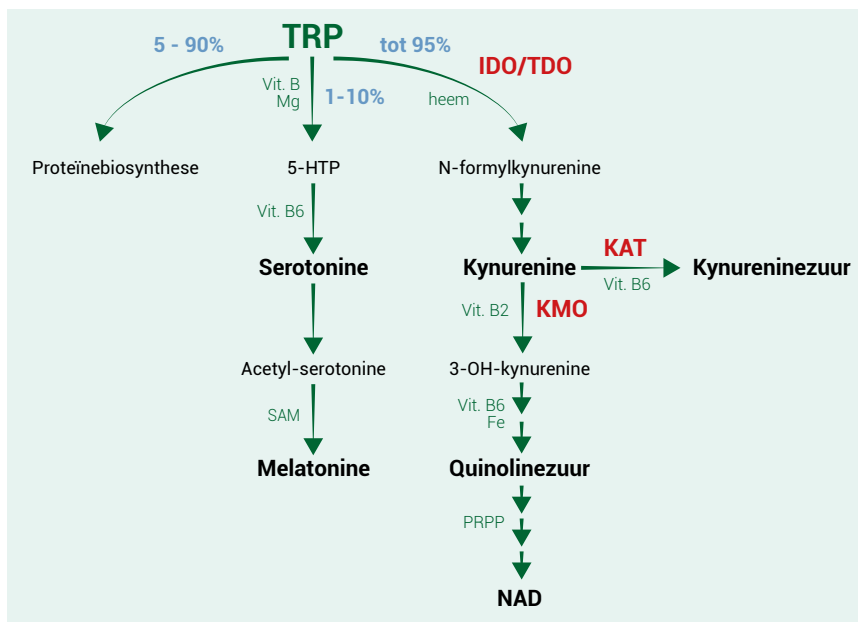 TRP
5 - 90%
tot 95%
IDO/TDO
Vit. B
Mg
1-10%
heem
Proteïnebiosynthese
5-HTP
N-formylkynurenine
Vit. B6
Serotonine
Kynurenine
KAT
Vit. B6
Kynureninezuur
Vit. B2
KMO
Acetyl-serotonine
3-OH-kynurenine
SAM
Vit. B6
Fe
Melatonine
Quinolinezuur
PRPP
NAD